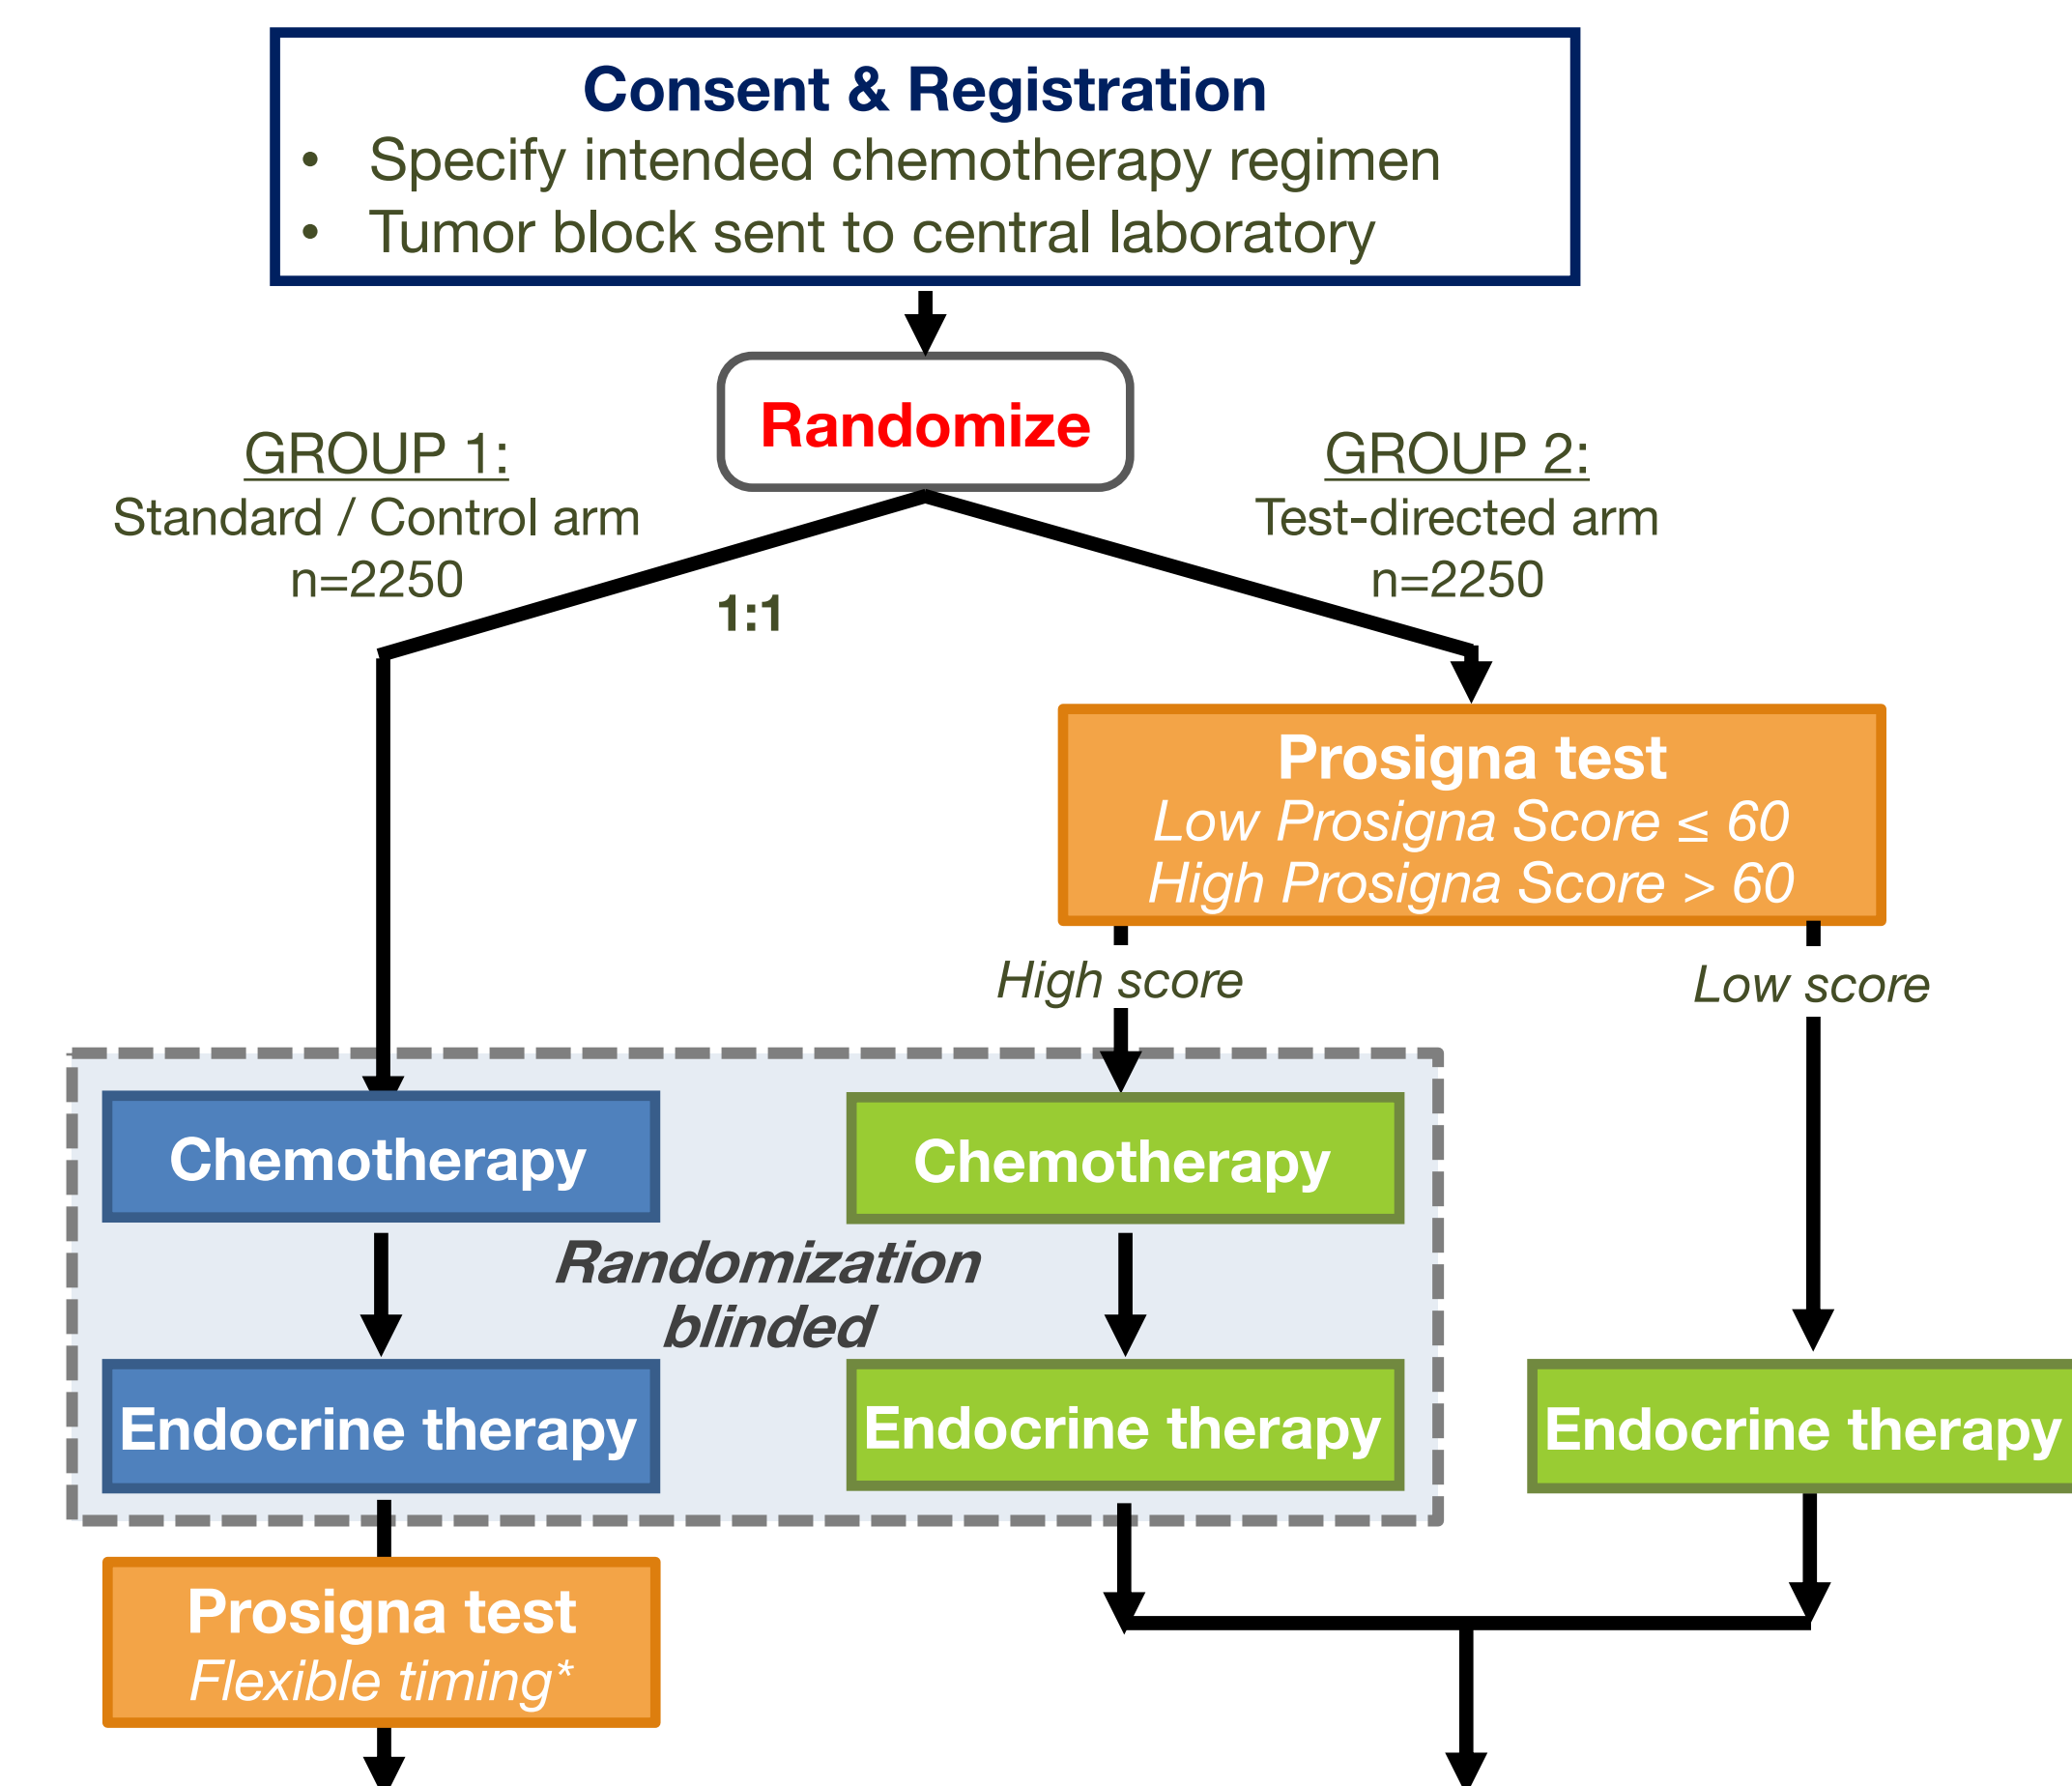 Consent & Registration
• Specify intended chemotherapy regimen
• Tumor block sent to central laboratory
Randomize
GROUP 1:
Standard / Control arm
n=2250
1:1
GROUP 2:
Test-directed arm
n=2250
Prosigna test
Low Prosigna Score ≤ 60
High Prosigna Score > 60
High score
Low score
Chemotherapy
Chemotherapy
Randomization
blinded
Endocrine therapy
Endocrine therapy
Endocrine therapy
Prosigna test
Flexible timing*